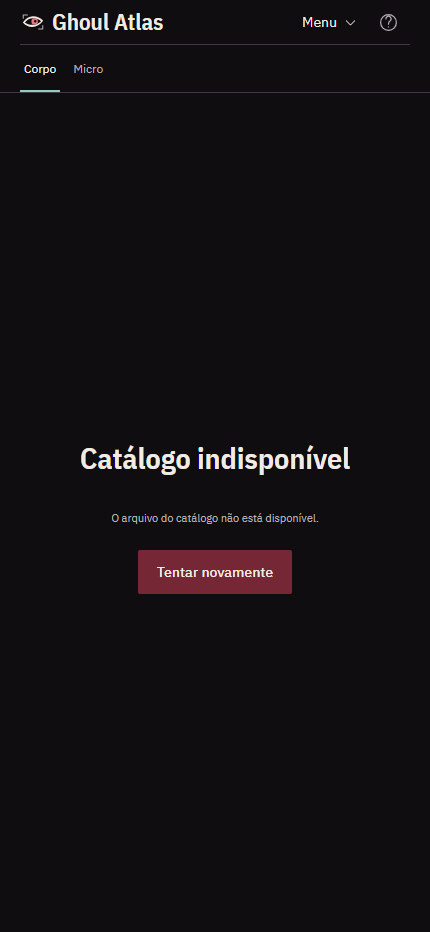 Ghoul Atlas
Menu
Corpo
Micro
Catálogo indisponível
O arquivo do catálogo não está disponível.
Tentar novamente